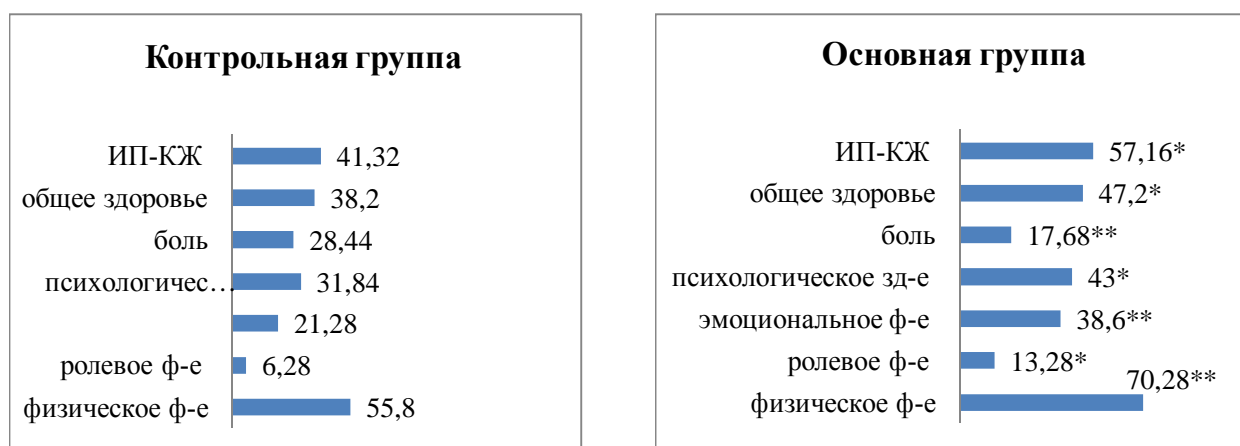 Контрольная группа
ИП-КЖ 41,32
общее здоровье 38,2
боль 28,44
психологичес… 31,84
21,28
ролевое ф-е 6,28
физическое ф-е 55,8
Основная группа
ИП-КЖ 57,16*
общее здоровье 47,2*
боль 17,68**
психологическое зд-е 43*
эмоциональное ф-е 38,6**
ролевое ф-е 13,28*
физическое ф-е 70,28**